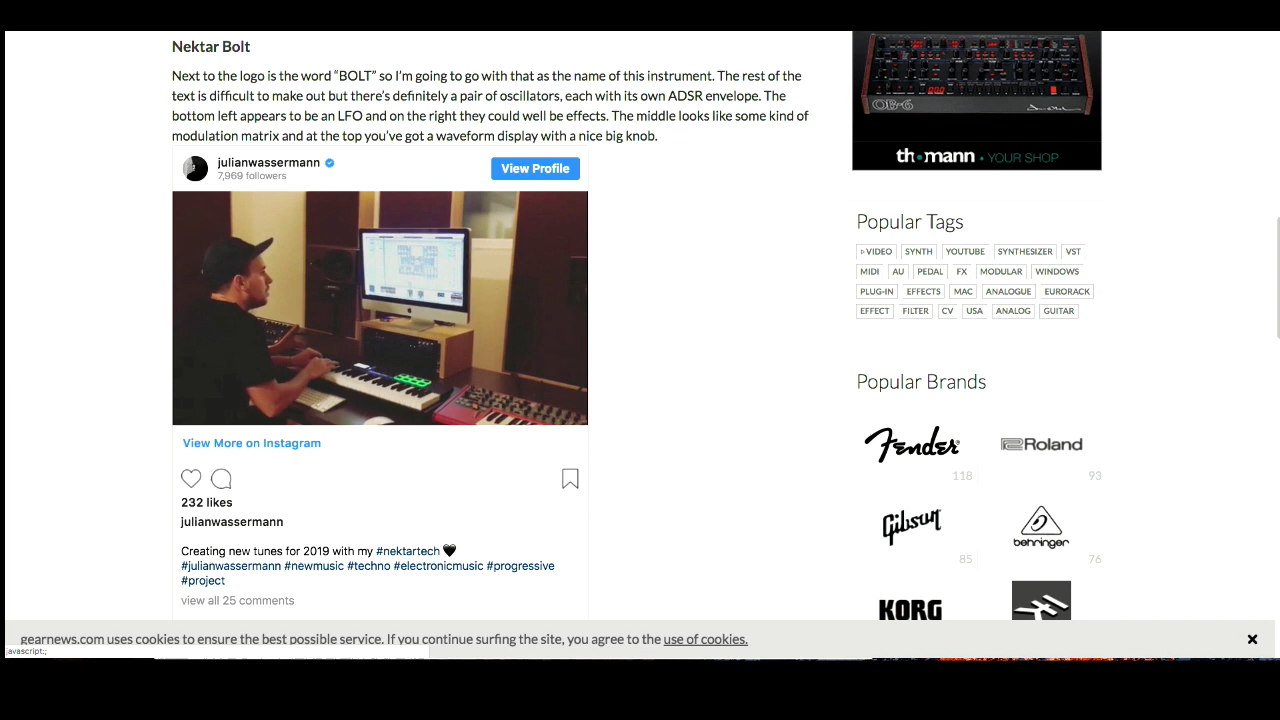 Nektar Bolt
Next to the logo is the word “BOLT” so I’m going to go with that as the name of this instrument. The rest of the
text is difficult to make out but there’s definitely a pair of oscillators, each with its own ADSR envelope. The
bottom left appears to be an LFO and on the right they could well be effects. The middle looks like some kind of
modulation matrix and at the top you’ve got a waveform display with a nice big knob.
julianwassermann
7,969 followers
View Profile
View More on Instagram
232 likes
julianwassermann
Creating new tunes for 2019 with my #nektartech 🖤
#julianwassermann #newmusic #techno #electronicmusic #progressive
#project
view all 25 comments
OB-6
th•mann • YOUR SHOP
Popular Tags
▹VIDEO SYNTH YOUTUBE SYNTHESIZER VST
MIDI AU PEDAL FX MODULAR WINDOWS
PLUG-IN EFFECTS MAC ANALOGUE EURORACK
EFFECT FILTER CV USA ANALOG GUITAR
Popular Brands
Fender Roland
118 93
Gibson behringer
85 76
KORG
gearnews.com uses cookies to ensure the best possible service. If you continue surfing the site, you agree to the use of cookies.
javascript:;